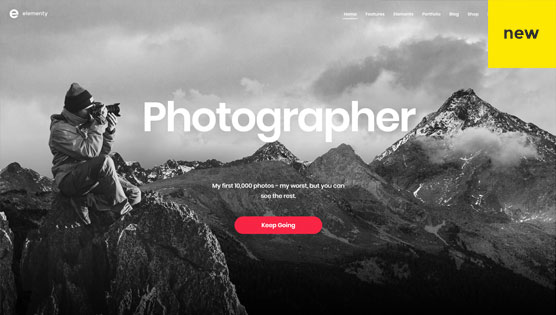 elementy
Home Features Elements Portfolio Blog Shop
new
Photographer
My first 10,000 photos - my worst, but you can
see the rest.
Keep Going